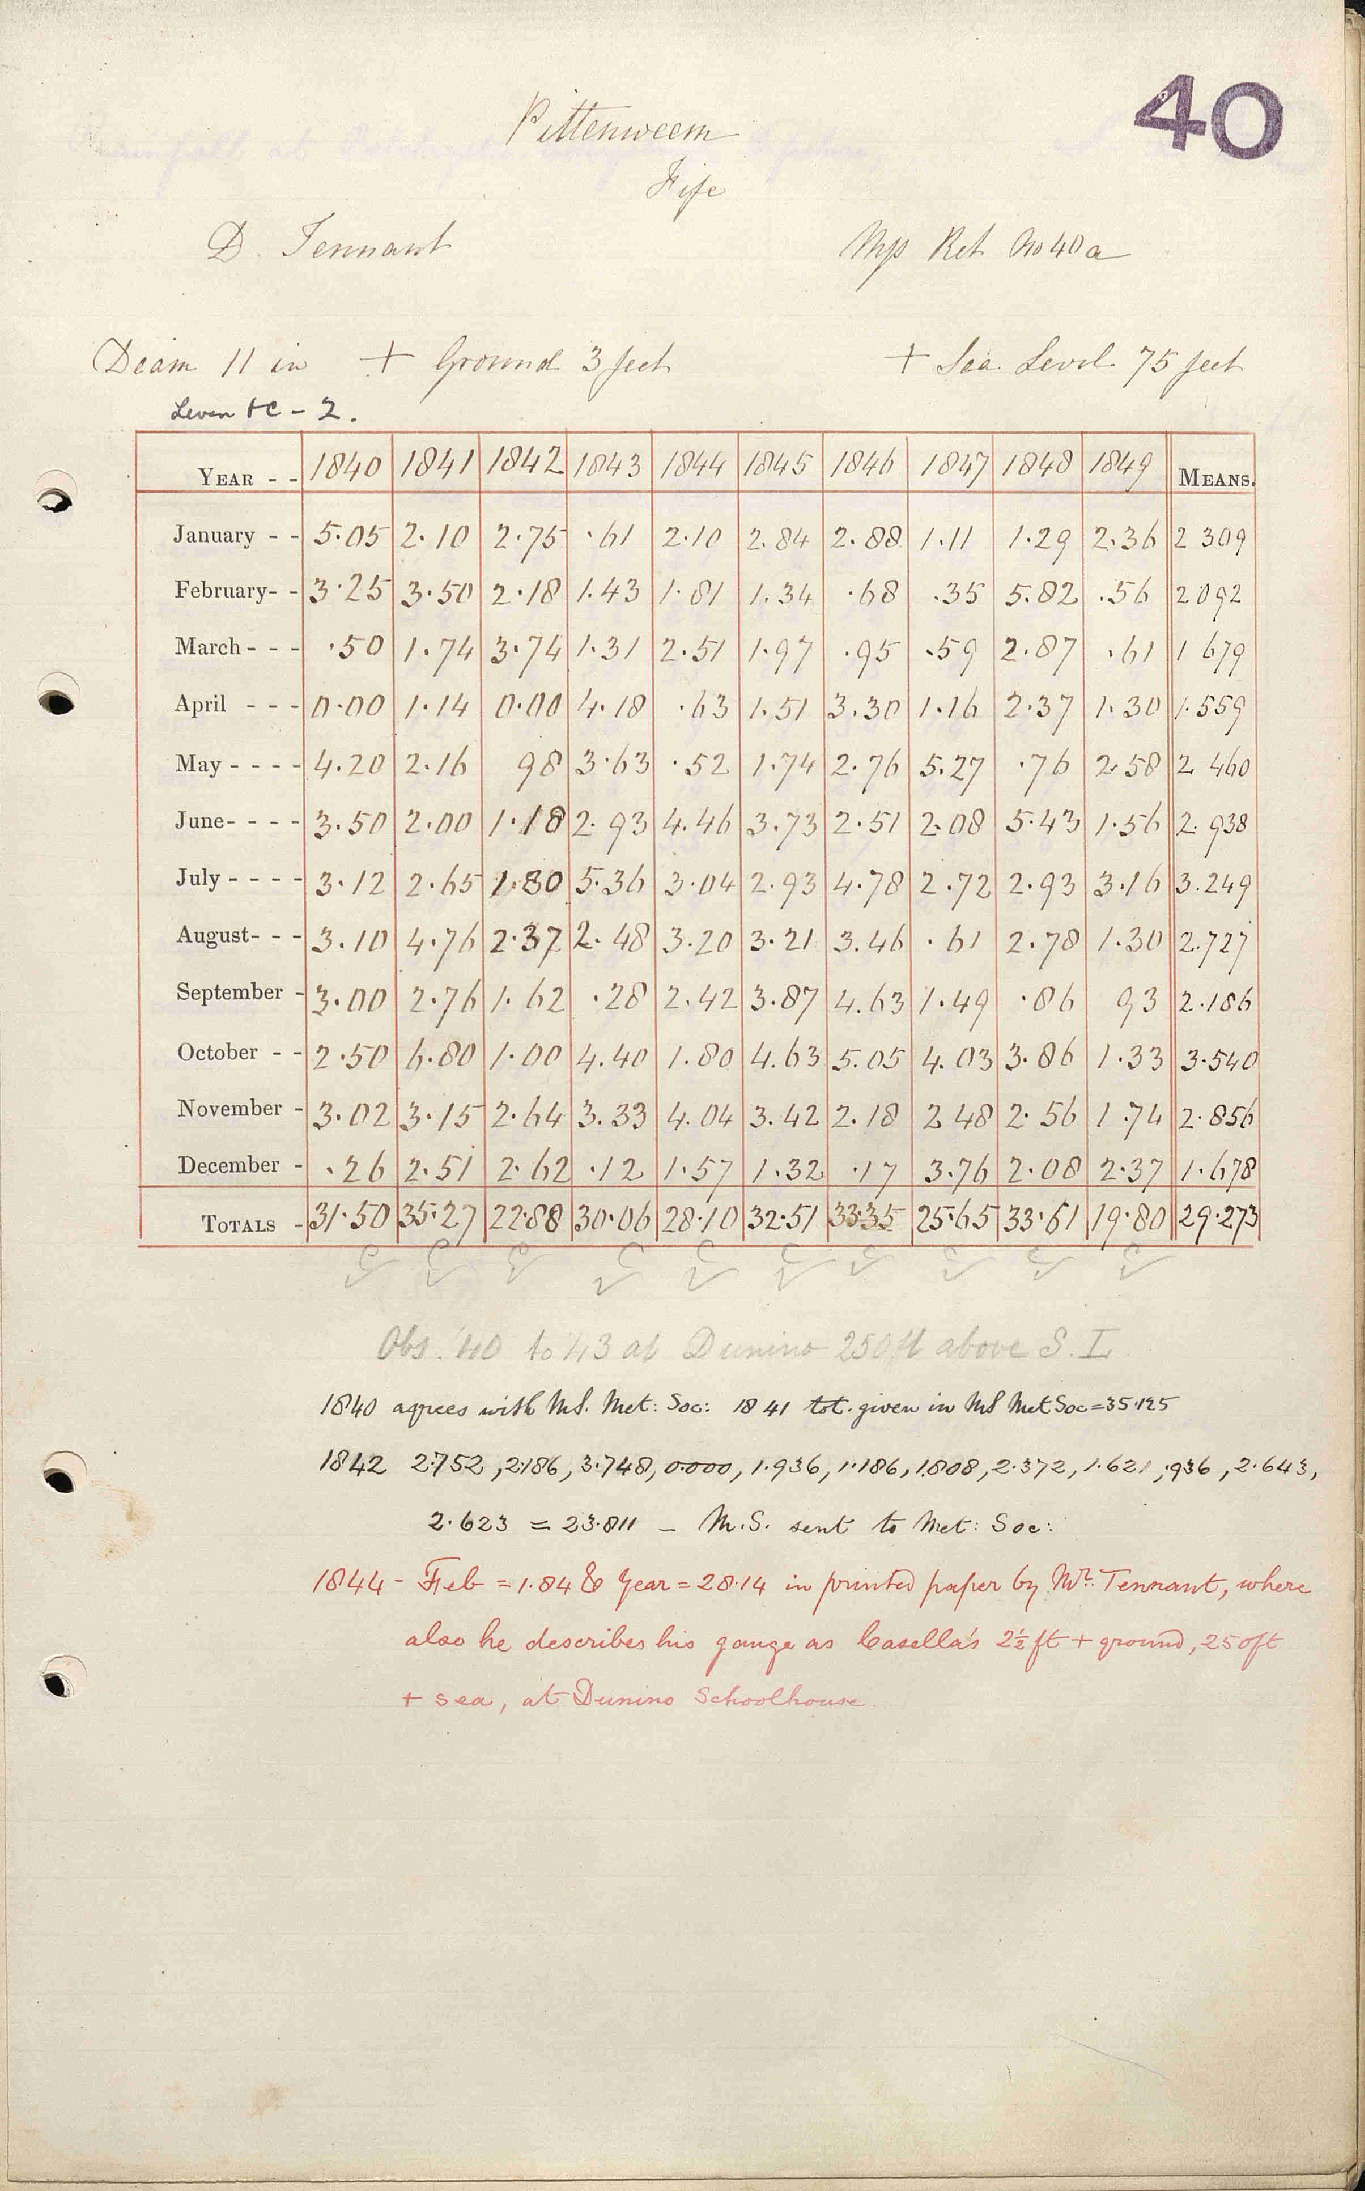 40
Pittenweem
Fife
D. Tennant Mss Ret No 40a
Diam 11 in + Ground 3 feet + Sea Level 75 feet
Leven &c - 2.
YEAR - - 1840 1841 1842 1843 1844 1845 1846 1847 1848 1849 MEANS.
January - - 5.05 2.10 2.75 .61 2.10 2.84 2.88 1.11 1.29 2.36 2 309
February- - 3.25 3.50 2.18 1.43 1.81 1.34 .68 .35 5.82 .56 2 092
March - - - .50 1.74 3.74 1.31 2.51 1.97 .95 .59 2.87 .61 1 679
April - - - 0.00 1.14 0.00 4.18 .63 1.51 3.30 1.16 2.37 1.30 1.559
May - - - - 4.20 2.16 98 3.63 .52 1.74 2.76 5.27 .76 2.58 2 460
June- - - - 3.50 2.00 1.18 2.93 4.46 3.73 2.51 2.08 5.43 1.56 2.938
July - - - - 3.12 2.65 1.80 5.36 3.04 2.93 4.78 2.72 2.93 3.16 3.249
August- - - 3.10 4.76 2.37 2.48 3.20 3.21 3.46 .61 2.78 1.30 2.727
September - 3.00 2.76 1.62 .28 2.42 3.87 4.63 1.49 .86 93 2.186
October - - 2.50 6.80 1.00 4.40 1.80 4.63 5.05 4.03 3.86 1.33 3.540
November - 3.02 3.15 2.64 3.33 4.04 3.42 2.18 2 48 2.56 1.74 2.856
December - .26 2.51 2.62 .12 1.57 1.32 .17 3.76 2.08 2.37 1.678
TOTALS - 31.50 35.27 22.88 30.06 28.10 32.51 33.35 25.65 33.61 19.80 29.273
Obs. '40 to '43 at Dunino 250 ft above S. L.
1840 agrees with MS. Met: Soc: 1841 tot. given in MS Met Soc = 35.125
1842 2.752, 2.186, 3.748, 0.000, 1.936, 1.186, 1.808, 2.372, 1.621, .936, 2.643,
2.623 = 23.811 - M.S. sent to Met: Soc:
1844 - Feb = 1.84 & Year = 28.14 in printed paper by Mr. Tennant, where
also he describes his gauge as Casella's 2½ ft + ground, 250 ft
+ sea, at Dunino Schoolhouse.